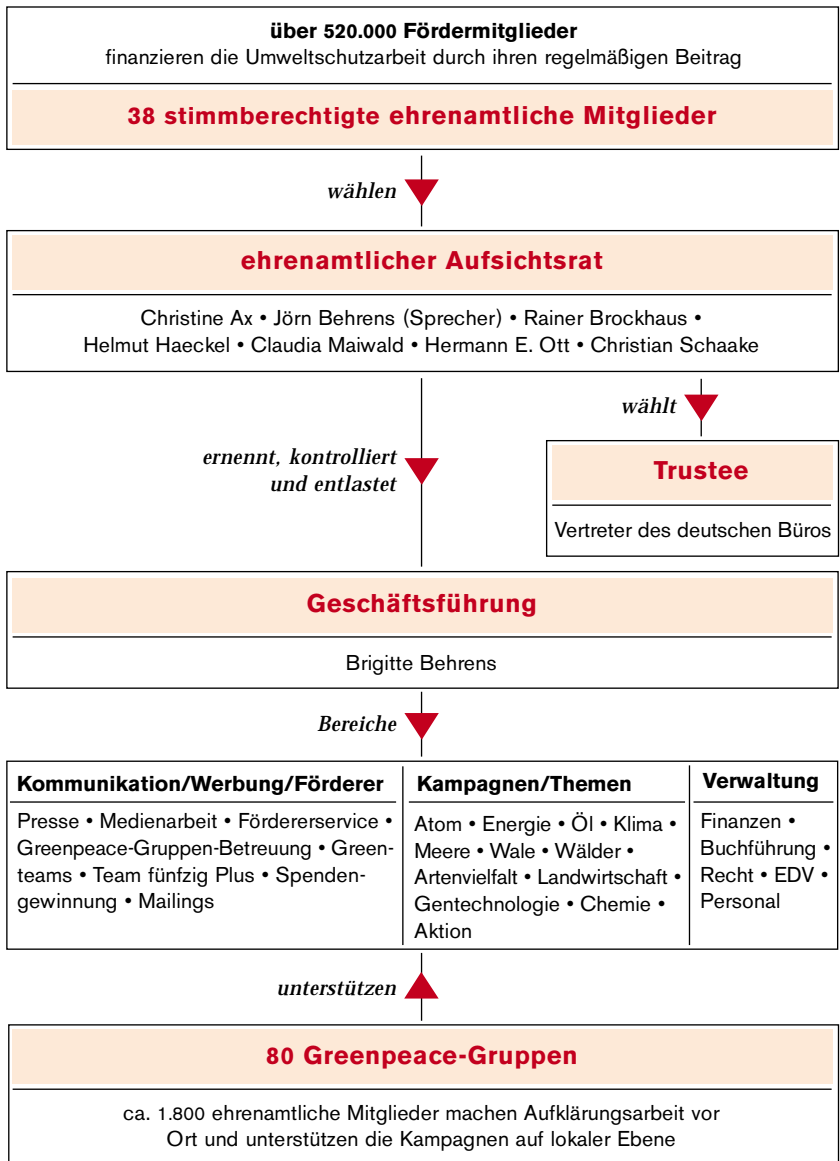 über 520.000 Fördermitglieder
finanzieren die Umweltschutzarbeit durch ihren regelmäßigen Beitrag
38 stimmberechtigte ehrenamtliche Mitglieder
wählen
ehrenamtlicher Aufsichtsrat
Christine Ax • Jörn Behrens (Sprecher) • Rainer Brockhaus •
Helmut Haeckel • Claudia Maiwald • Hermann E. Ott • Christian Schaake
wählt
Trustee
Vertreter des deutschen Büros
ernennt, kontrolliert
und entlastet
Geschäftsführung
Brigitte Behrens
Bereiche
Kommunikation/Werbung/Förderer
Presse • Medienarbeit • Fördererservice •
Greenpeace-Gruppen-Betreuung • Green-
teams • Team fünfzig Plus • Spenden-
gewinnung • Mailings
Kampagnen/Themen
Atom • Energie • Öl • Klima •
Meere • Wale • Wälder •
Artenvielfalt • Landwirtschaft •
Gentechnologie • Chemie •
Aktion
Verwaltung
Finanzen •
Buchführung •
Recht • EDV •
Personal
unterstützen
80 Greenpeace-Gruppen
ca. 1.800 ehrenamtliche Mitglieder machen Aufklärungsarbeit vor
Ort und unterstützen die Kampagnen auf lokaler Ebene